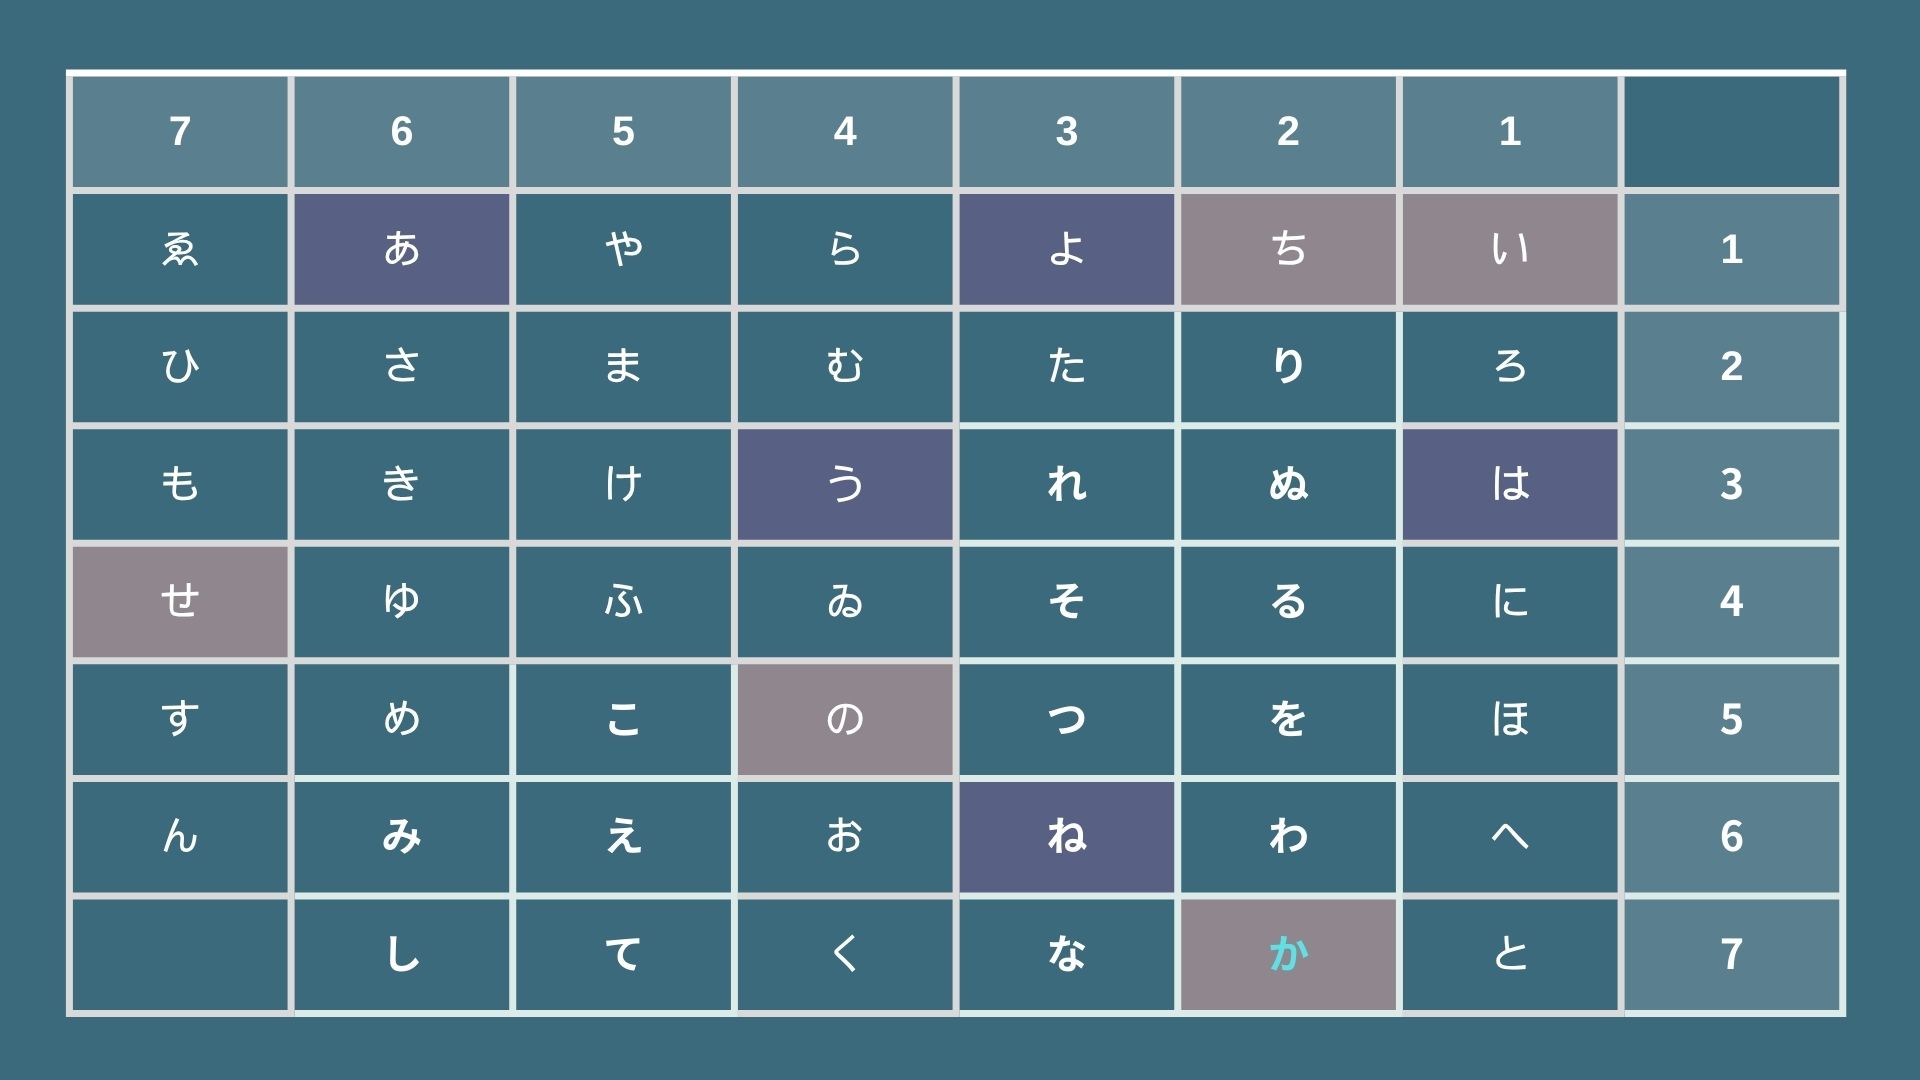 7 6 5 4 3 2 1
ゑ あ や ら よ ち い 1
ひ さ ま む た り ろ 2
も き け う れ ぬ は 3
せ ゆ ふ ゐ そ る に 4
す め こ の つ を ほ 5
ん み え お ね わ へ 6
し て く な か と 7